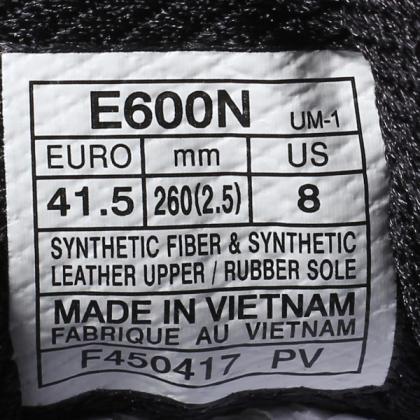 E600N UM-1
EURO mm US
41.5 260(2.5) 8
SYNTHETIC FIBER & SYNTHETIC
LEATHER UPPER / RUBBER SOLE
MADE IN VIETNAM
FABRIQUE AU VIETNAM
F450417 PV